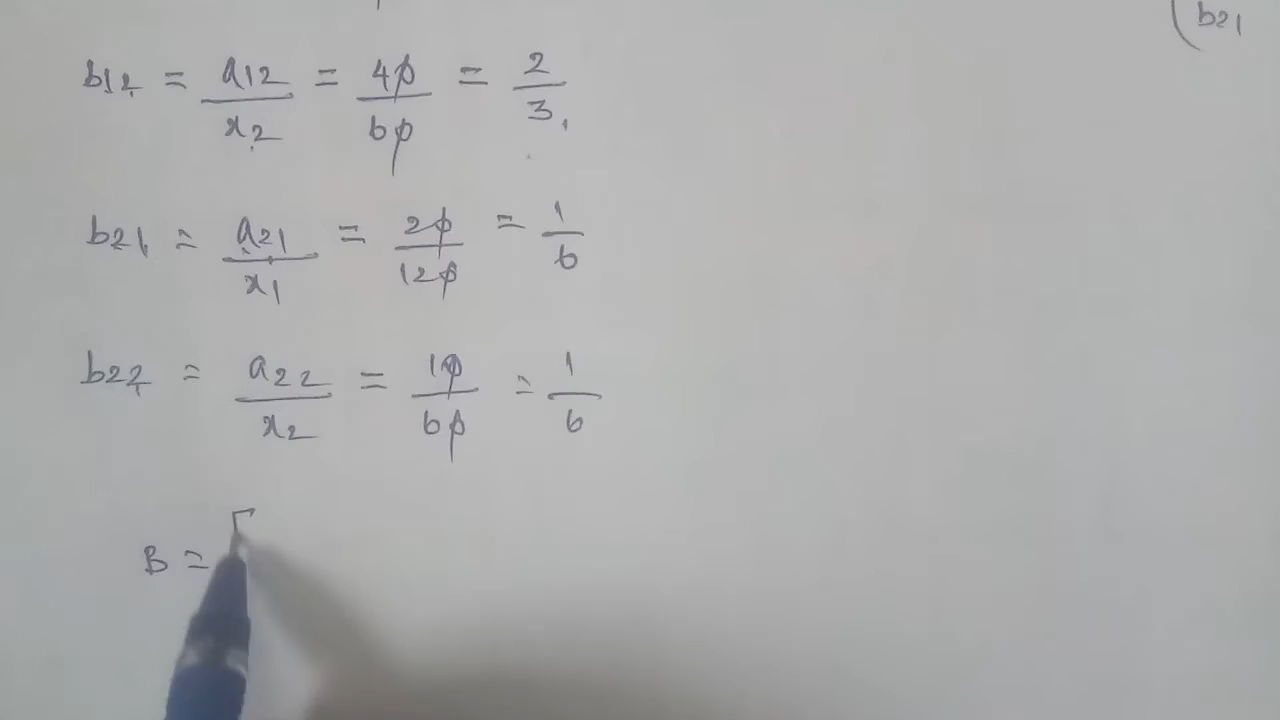 (b21
b12 = a12/x2 = 40/60 = 2/3
b21 = a21/x1 = 20/120 = 1/6
b22 = a22/x2 = 10/60 = 1/6
B = [